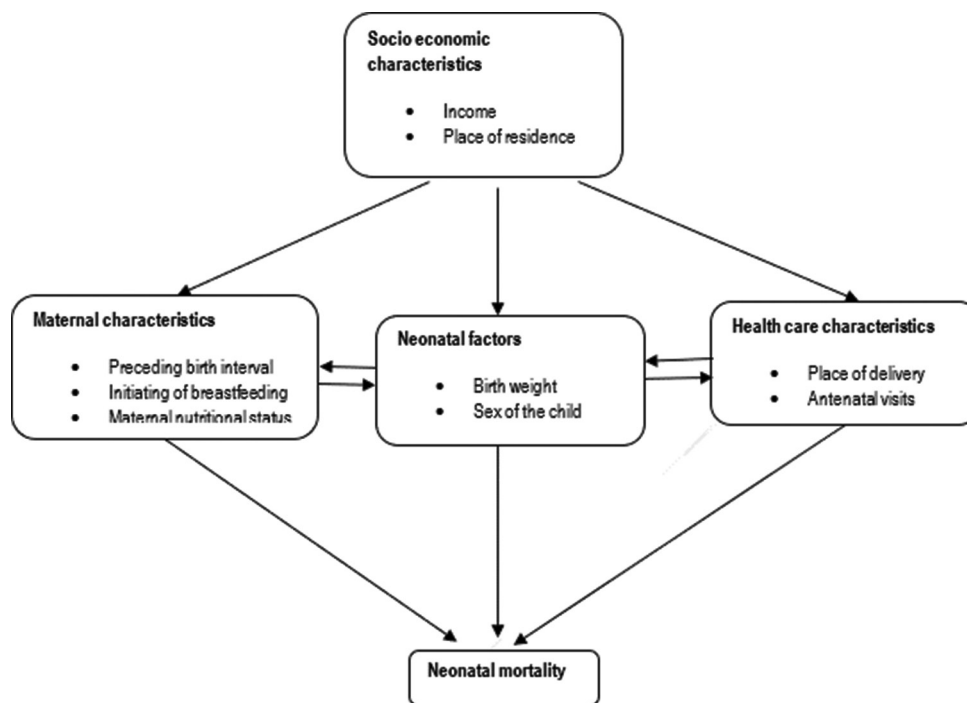 Socio economic
characteristics
• Income
• Place of residence
Maternal characteristics
• Preceding birth interval
• Initiating of breastfeeding
• Maternal nutritional status
Neonatal factors
• Birth weight
• Sex of the child
Health care characteristics
• Place of delivery
• Antenatal visits
Neonatal mortality